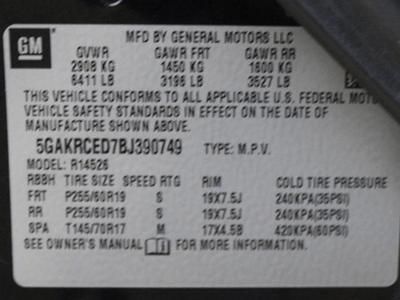 GM
MFD BY GENERAL MOTORS LLC
GVWR GAWR FRT GAWR RR
2908 KG 1450 KG 1600 KG
6411 LB 3196 LB 3527 LB
THIS VEHICLE CONFORMS TO ALL APPLICABLE U.S. FEDERAL MOTO
VEHICLE SAFETY STANDARDS IN EFFECT ON THE DATE OF
MANUFACTURE SHOWN ABOVE.
5GAKRCED7BJ390749 TYPE: M.P.V.
MODEL: R14526
RBBH TIRE SIZE SPEED RTG RIM COLD TIRE PRESSURE
FRT P255/60R19 S 19X7.5J 240KPA(35PSI)
RR P255/60R19 S 19X7.5J 240KPA(35PSI)
SPA T145/70R17 M 17X4.5B 420KPA(60PSI)
SEE OWNER'S MANUAL FOR MORE INFORMATION